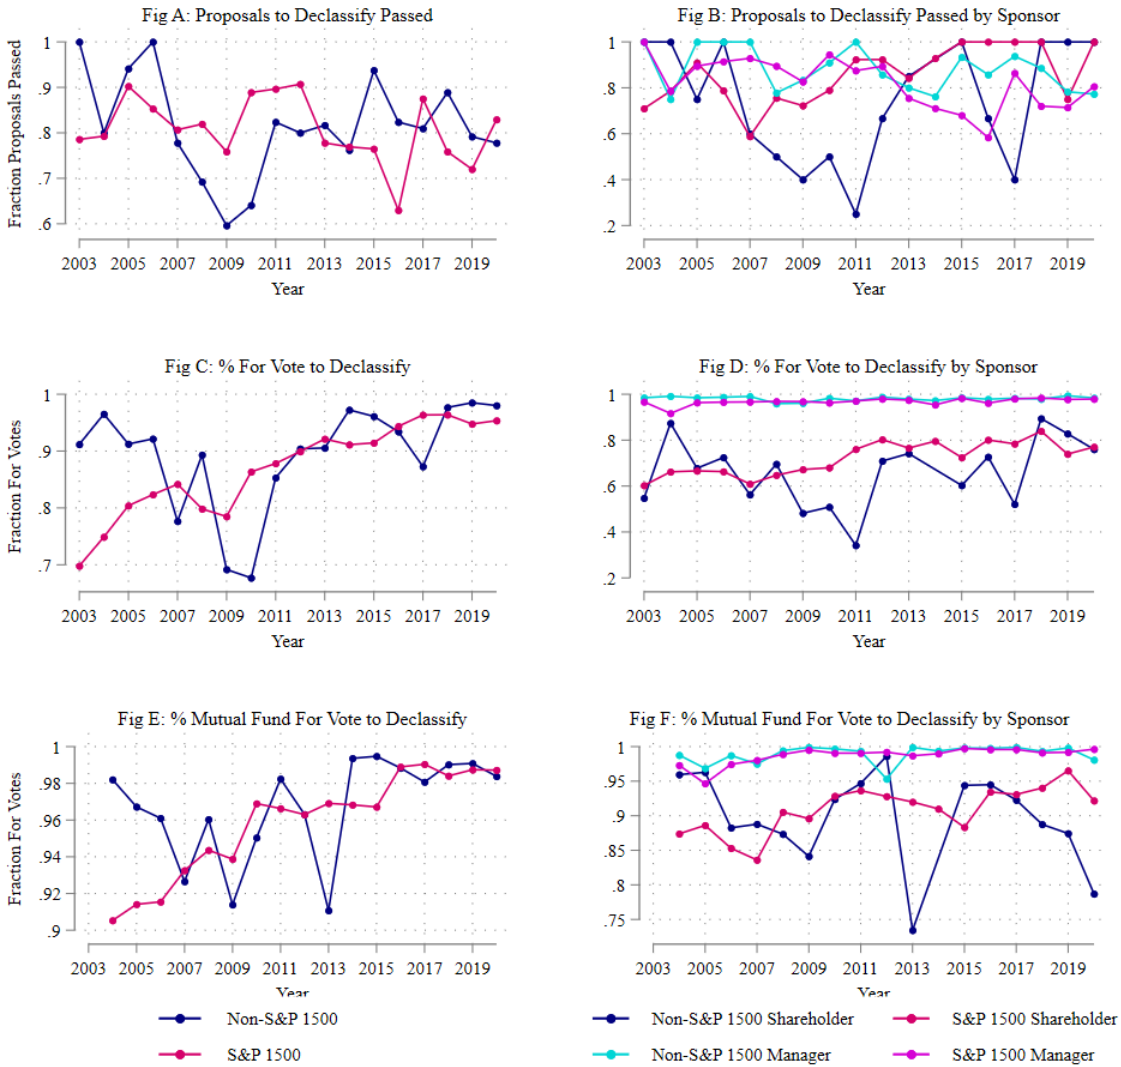 Fig A: Proposals to Declassify Passed
Fraction Proposals Passed
1
.9
.8
.7
.6
2003 2005 2007 2009 2011 2013 2015 2017 2019
Year
Fig B: Proposals to Declassify Passed by Sponsor
1
.8
.6
.4
.2
2003 2005 2007 2009 2011 2013 2015 2017 2019
Year
Fig C: % For Vote to Declassify
Fraction For Votes
1
.9
.8
.7
2003 2005 2007 2009 2011 2013 2015 2017 2019
Year
Fig D: % For Vote to Declassify by Sponsor
1
.8
.6
.4
.2
2003 2005 2007 2009 2011 2013 2015 2017 2019
Year
Fig E: % Mutual Fund For Vote to Declassify
Fraction For Votes
1
.98
.96
.94
.92
.9
2003 2005 2007 2009 2011 2013 2015 2017 2019
Year
Non-S&P 1500
S&P 1500
Fig F: % Mutual Fund For Vote to Declassify by Sponsor
1
.95
.9
.85
.8
.75
2003 2005 2007 2009 2011 2013 2015 2017 2019
Year
Non-S&P 1500 Shareholder
S&P 1500 Shareholder
Non-S&P 1500 Manager
S&P 1500 Manager